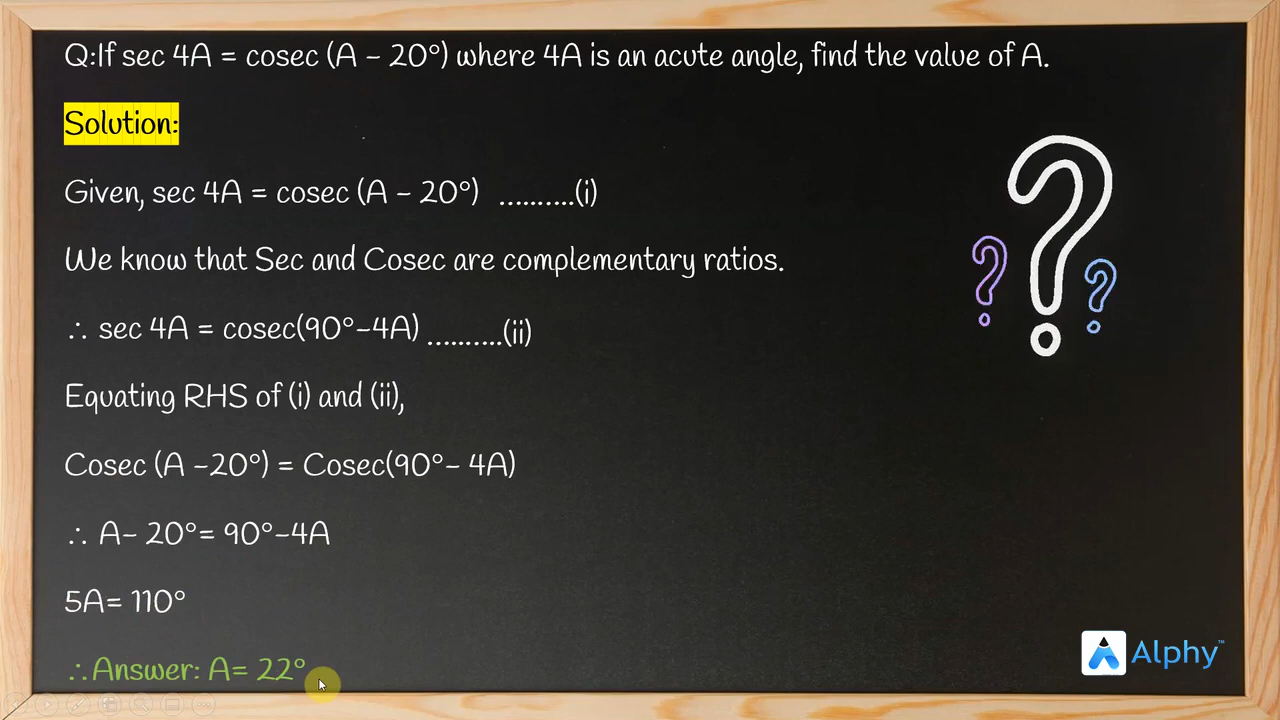 Q:If sec 4A = cosec (A – 20°) where 4A is an acute angle, find the value of A.
Solution:
Given, sec 4A = cosec (A – 20°) ..........(i)
We know that Sec and Cosec are complementary ratios.
∴ sec 4A = cosec(90°–4A) ..........(ii)
Equating RHS of (i) and (ii),
Cosec (A –20°) = Cosec(90°– 4A)
∴ A– 20°= 90°–4A
5A= 110°
∴Answer: A= 22°
Alphy™